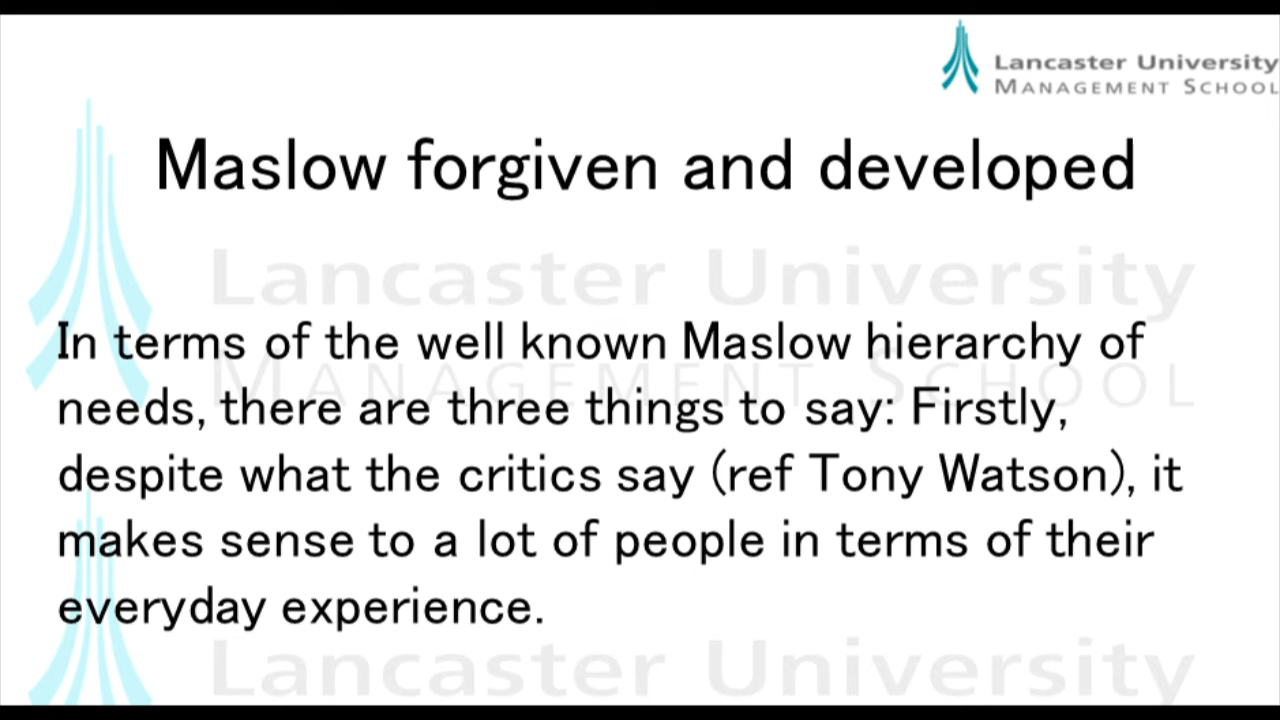 Lancaster University
MANAGEMENT SCHOOL
Maslow forgiven and developed
Lancaster University
MANAGEMENT SCHOOL
In terms of the well known Maslow hierarchy of
needs, there are three things to say: Firstly,
despite what the critics say (ref Tony Watson), it
makes sense to a lot of people in terms of their
everyday experience.
Lancaster University